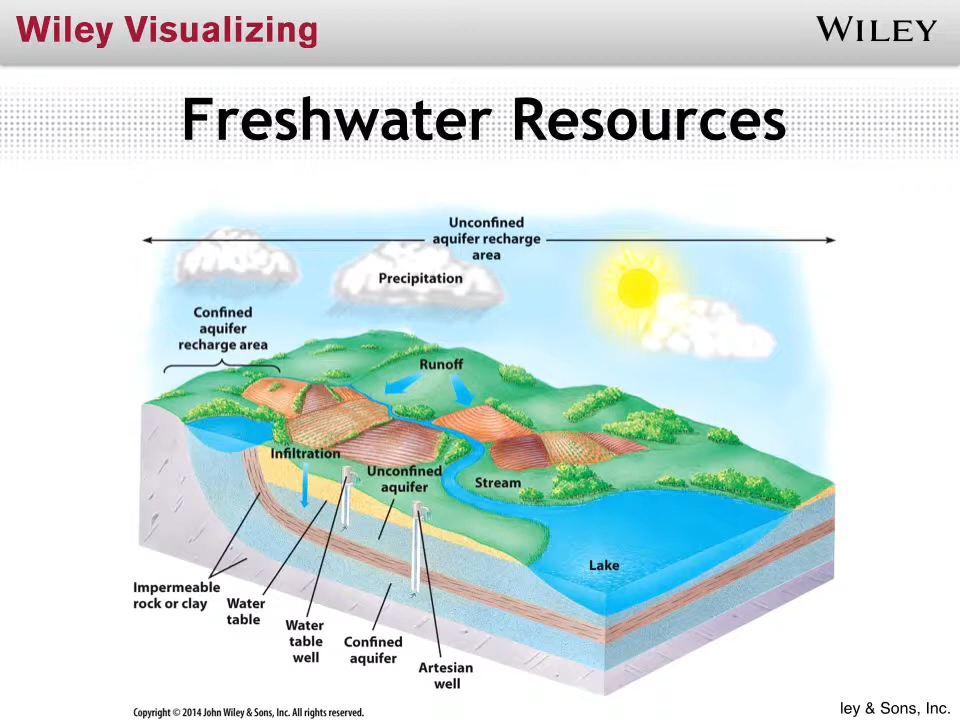 Wiley Visualizing
WILEY
Freshwater Resources
Unconfined
aquifer recharge
area
Precipitation
Confined
aquifer
recharge area
Runoff
Infiltration
Unconfined
aquifer
Stream
Lake
Impermeable
rock or clay
Water
table
Water
table
well
Confined
aquifer
Artesian
well
Copyright © 2014 John Wiley & Sons, Inc. All rights reserved.
ley & Sons, Inc.